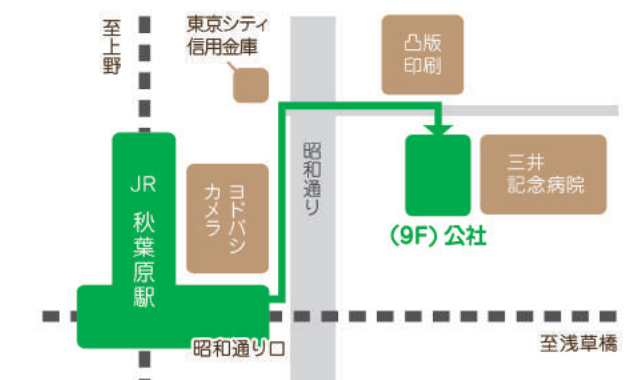 至上野
東京シティ
信用金庫
凸版
印刷
昭和通り
JR 秋葉原駅
ヨドバシ
カメラ
三井
記念病院
(9F) 公社
昭和通り口
至浅草橋